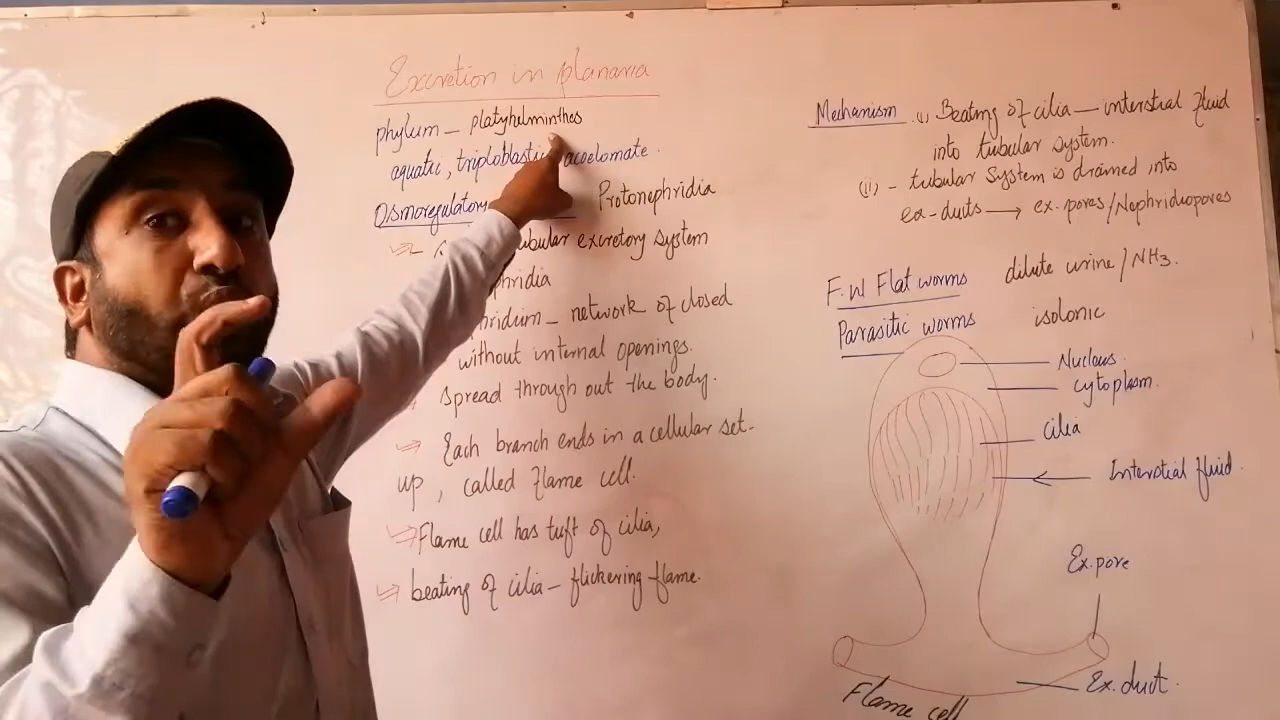 Excretion in planaria
phylum - platyhelminthes
aquatic, triploblastic acoelomate.
Osmoregulatory Protonephridia
tubular excretory system
network of closed
without internal openings.
spread through out the body.
Each branch ends in a cellular set-
up, called flame cell.
Flame cell has tuft of cilia,
beating of cilia - flickering flame.
Mechanism (i) Beating of cilia - interstial fluid
into tubular system.
(ii) - tubular system is drained into
ex-ducts → ex. pores/Nephridiopores
F.W Flat worms dilute urine/NH3.
Parasitic worms isotonic
Nucleus.
cytoplasm.
cilia
Interstial fluid.
Ex. pore
Ex. duct.
Flame cell